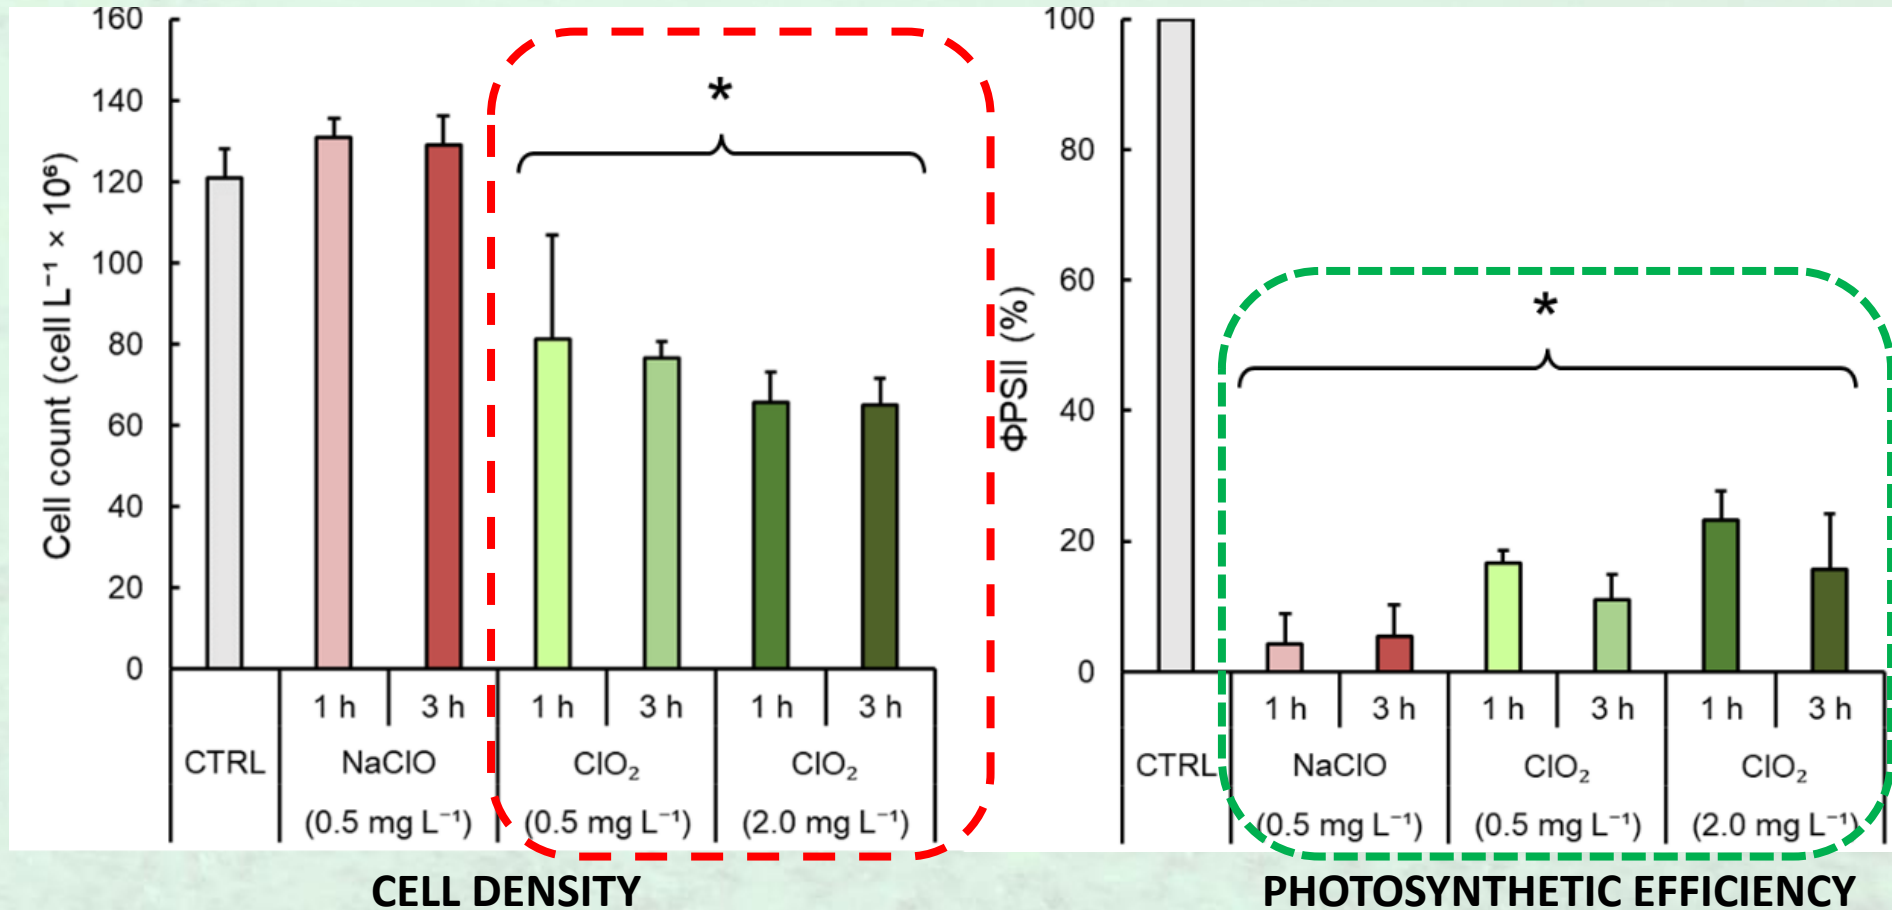 160
140
120
100
80
60
40
20
0
Cell count (cell L⁻¹ × 10⁶)
*
1 h
3 h
1 h
3 h
1 h
3 h
CTRL
NaClO
ClO₂
ClO₂
(0.5 mg L⁻¹)
(0.5 mg L⁻¹)
(2.0 mg L⁻¹)
CELL DENSITY
100
80
60
40
20
0
ΦPSII (%)
*
1 h
3 h
1 h
3 h
1 h
3 h
CTRL
NaClO
ClO₂
ClO₂
(0.5 mg L⁻¹)
(0.5 mg L⁻¹)
(2.0 mg L⁻¹)
PHOTOSYNTHETIC EFFICIENCY